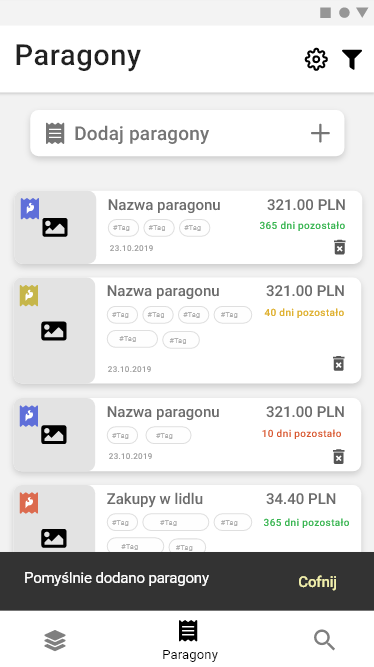 Paragony
Dodaj paragony
Nazwa paragonu 321.00 PLN
#Tag #Tag #Tag 365 dni pozostało
23.10.2019
Nazwa paragonu 321.00 PLN
#Tag #Tag #Tag #Tag 40 dni pozostało
#Tag #Tag
23.10.2019
Nazwa paragonu 321.00 PLN
#Tag #Tag 10 dni pozostało
23.10.2019
Zakupy w lidlu 34.40 PLN
#Tag #Tag #Tag 365 dni pozostało
#Tag #Tag
Pomyślnie dodano paragony Cofnij
Paragony